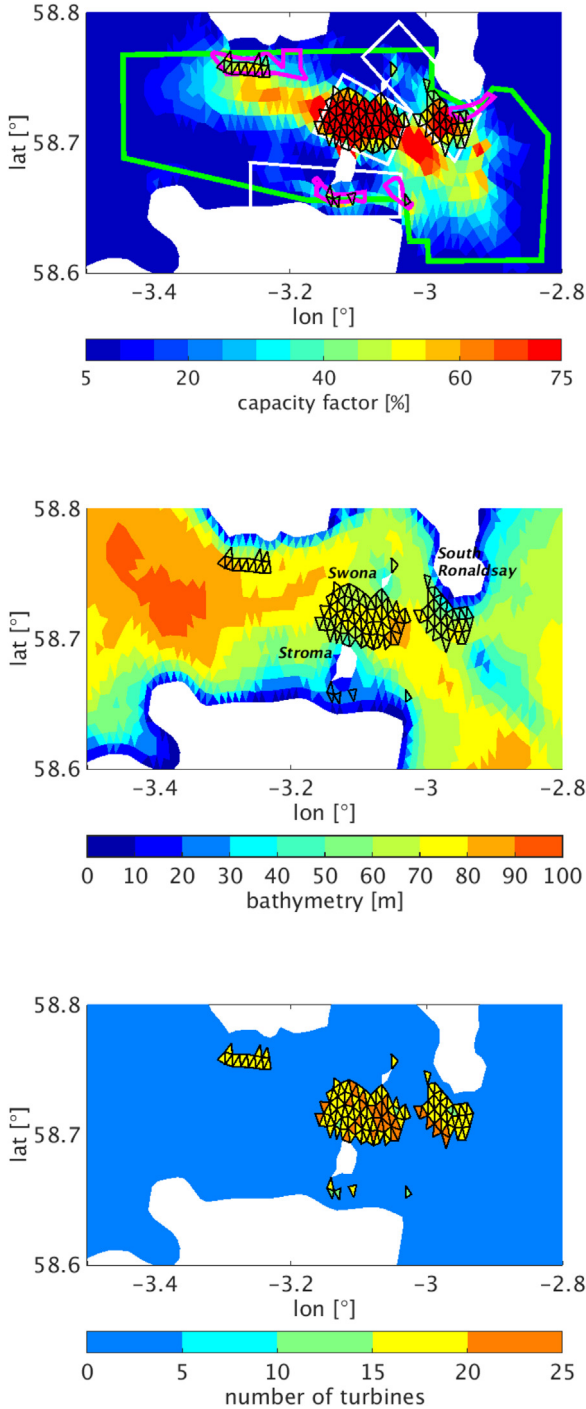 58.8
58.7
58.6
lat [°]
−3.4 −3.2 −3 −2.8
lon [°]
5 20 40 60 75
capacity factor [%]
58.8
58.7
58.6
lat [°]
South
Ronaldsay
Swona
Stroma
−3.4 −3.2 −3 −2.8
lon [°]
0 10 20 30 40 50 60 70 80 90 100
bathymetry [m]
58.8
58.7
58.6
lat [°]
−3.4 −3.2 −3 −2.8
lon [°]
0 5 10 15 20 25
number of turbines